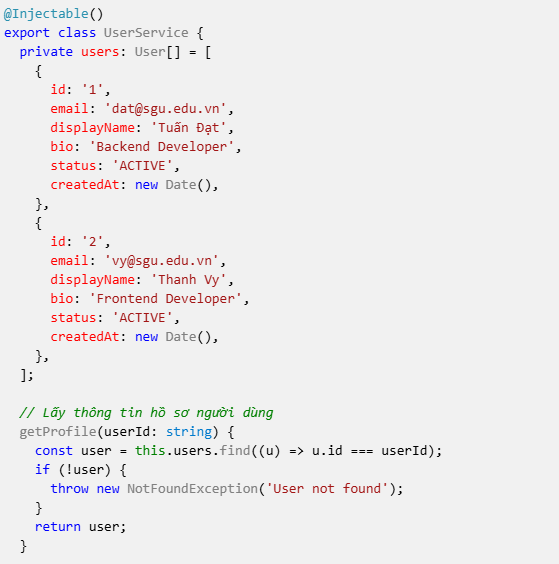 @Injectable()
export class UserService {
  private users: User[] = [
    {
      id: '1',
      email: 'dat@sgu.edu.vn',
      displayName: 'Tuấn Đạt',
      bio: 'Backend Developer',
      status: 'ACTIVE',
      createdAt: new Date(),
    },
    {
      id: '2',
      email: 'vy@sgu.edu.vn',
      displayName: 'Thanh Vy',
      bio: 'Frontend Developer',
      status: 'ACTIVE',
      createdAt: new Date(),
    },
  ];

  // Lấy thông tin hồ sơ người dùng
  getProfile(userId: string) {
    const user = this.users.find((u) => u.id === userId);
    if (!user) {
      throw new NotFoundException('User not found');
    }
    return user;
  }